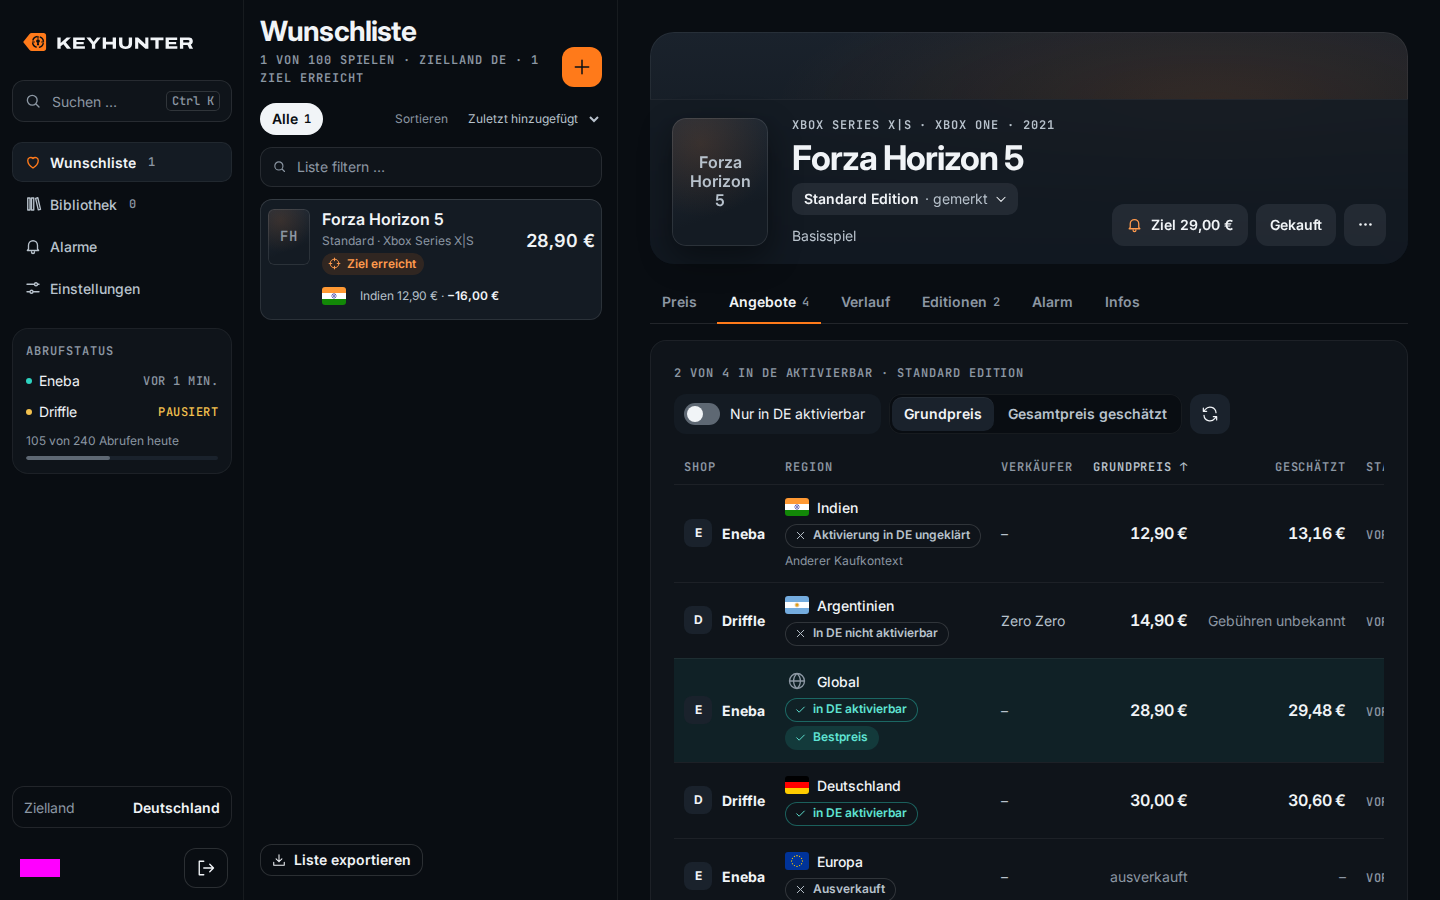 KEYHUNTER
Suchen ...
Ctrl K
Wunschliste 1
Bibliothek 0
Alarme
Einstellungen
ABRUFSTATUS
Eneba VOR 1 MIN.
Driffle PAUSIERT
105 von 240 Abrufen heute
Zielland Deutschland
Wunschliste
1 VON 100 SPIELEN · ZIELLAND DE · 1
ZIEL ERREICHT
Alle 1
Sortieren Zuletzt hinzugefügt
Liste filtern ...
FH
Forza Horizon 5
Standard · Xbox Series X|S
28,90 €
Ziel erreicht
Indien 12,90 € · −16,00 €
Liste exportieren
Forza
Horizon
5
XBOX SERIES X|S · XBOX ONE · 2021
Forza Horizon 5
Standard Edition · gemerkt
Basisspiel
Ziel 29,00 €
Gekauft
Preis
Angebote 4
Verlauf
Editionen 2
Alarm
Infos
2 VON 4 IN DE AKTIVIERBAR · STANDARD EDITION
Nur in DE aktivierbar
Grundpreis
Gesamtpreis geschätzt
SHOP REGION VERKÄUFER GRUNDPREIS ↑ GESCHÄTZT
E Eneba
Indien
Aktivierung in DE ungeklärt
Anderer Kaufkontext
– 12,90 € 13,16 €
D Driffle
Argentinien
In DE nicht aktivierbar
Zero Zero 14,90 € Gebühren unbekannt
E Eneba
Global
in DE aktivierbar
Bestpreis
– 28,90 € 29,48 €
D Driffle
Deutschland
in DE aktivierbar
– 30,00 € 30,60 €
E Eneba
Europa
Ausverkauft
– ausverkauft –